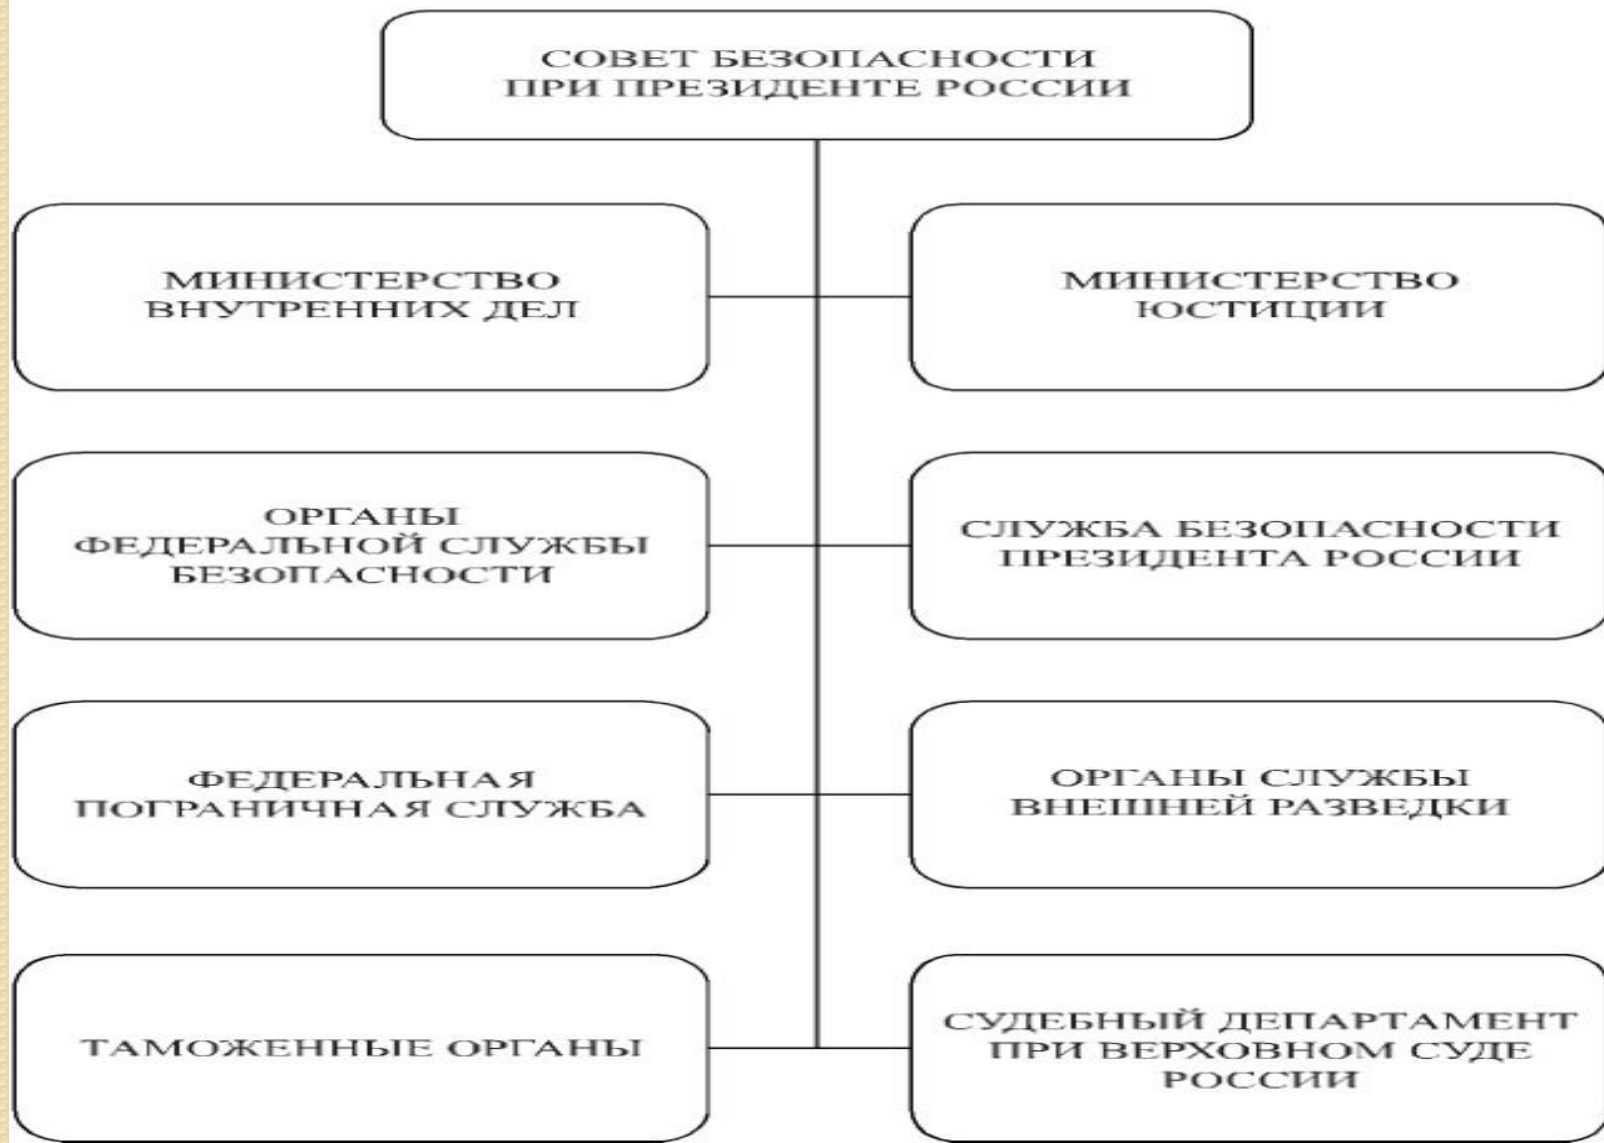 СОВЕТ БЕЗОПАСНОСТИ
ПРИ ПРЕЗИДЕНТЕ РОССИИ
МИНИСТЕРСТВО
ВНУТРЕННИХ ДЕЛ
МИНИСТЕРСТВО
ЮСТИЦИИ
ОРГАНЫ
ФЕДЕРАЛЬНОЙ СЛУЖБЫ
БЕЗОПАСНОСТИ
СЛУЖБА БЕЗОПАСНОСТИ
ПРЕЗИДЕНТА РОССИИ
ФЕДЕРАЛЬНАЯ
ПОГРАНИЧНАЯ СЛУЖБА
ОРГАНЫ СЛУЖБЫ
ВНЕШНЕЙ РАЗВЕДКИ
ТАМОЖЕННЫЕ ОРГАНЫ
СУДЕБНЫЙ ДЕПАРТАМЕНТ
ПРИ ВЕРХОВНОМ СУДЕ
РОССИИ